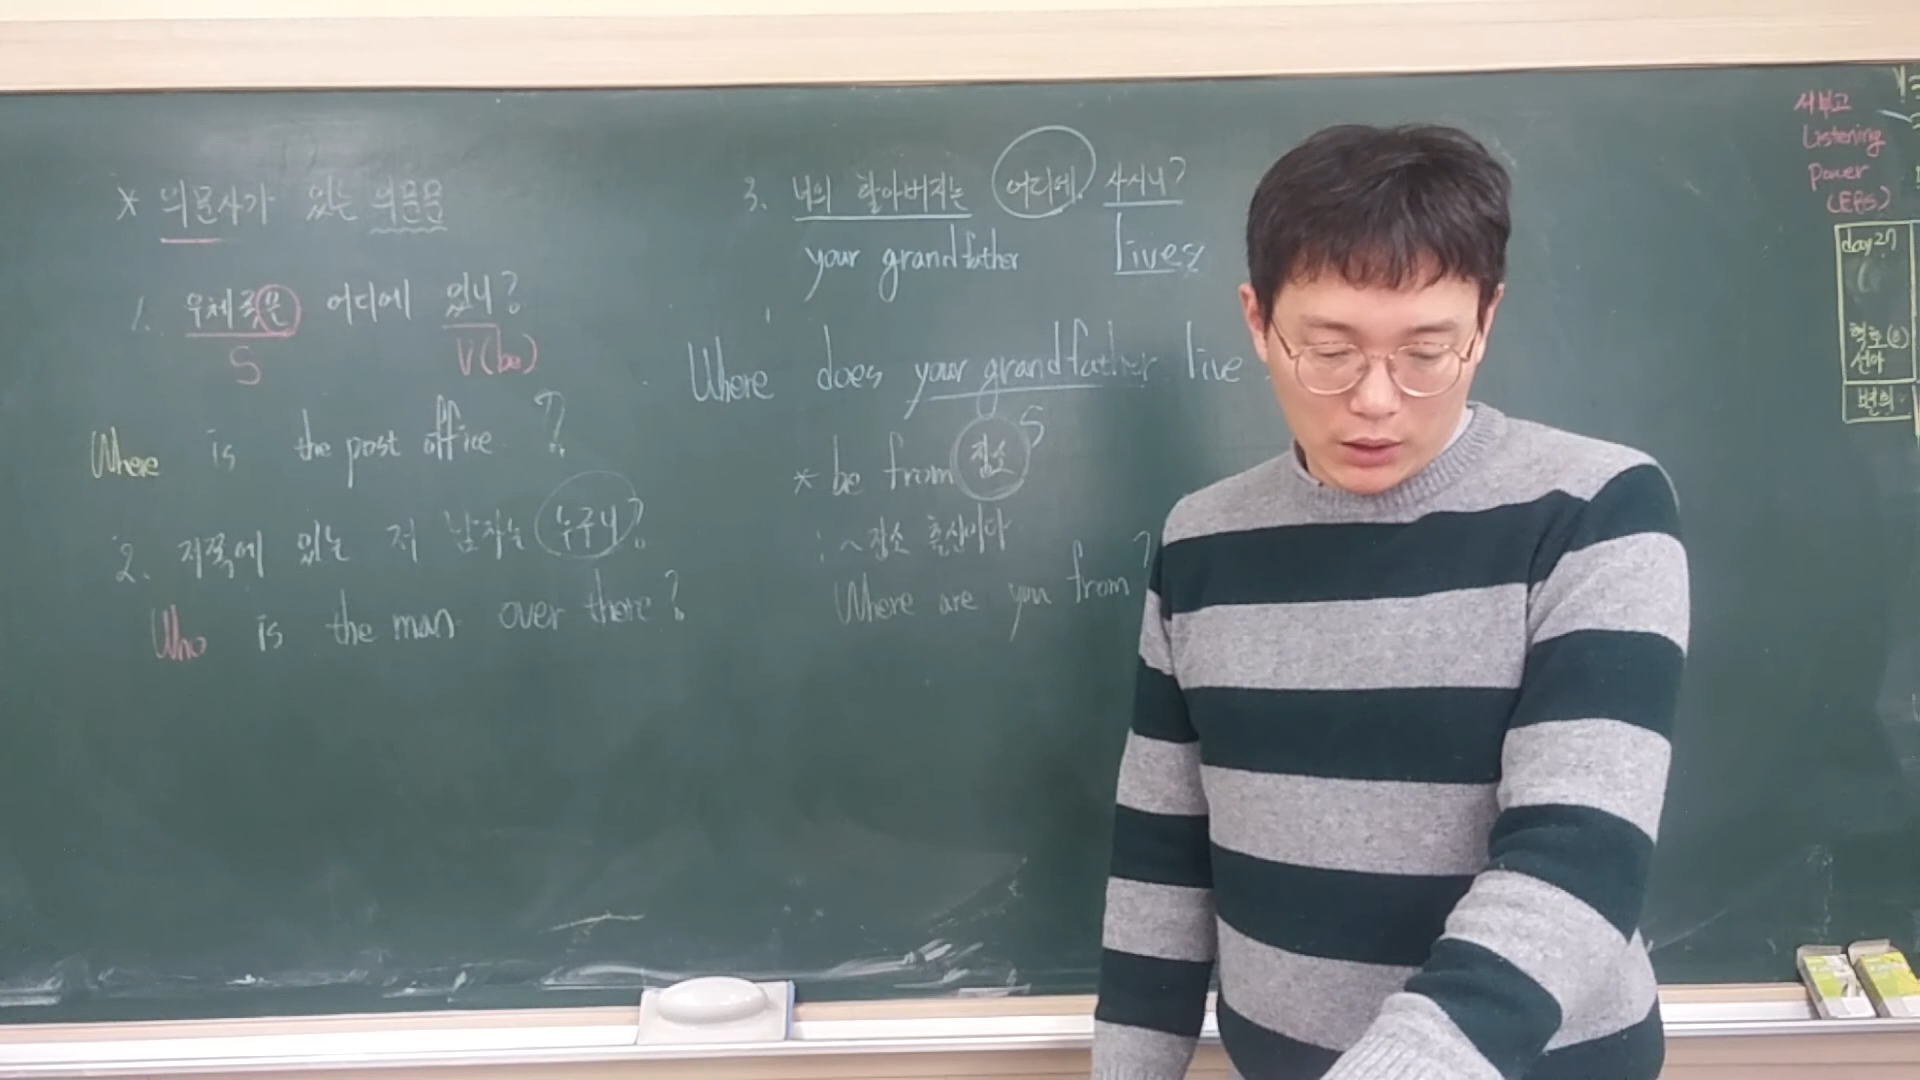 * 의문사가 있는 의문문
1. 우체국은 어디에 있니?
S V(be)
Where is the post office ?
2. 저쪽에 있는 저 남자는 누구니?
Who is the man over there?
3. 너의 할아버지는 어디에 사시니?
your grandfather lives
Where does your grandfather live
S
* be from 장소
: ~장소 출신이다
Where are you from?
서부고
Listening
Power
(EBS)
day27
선아
변의